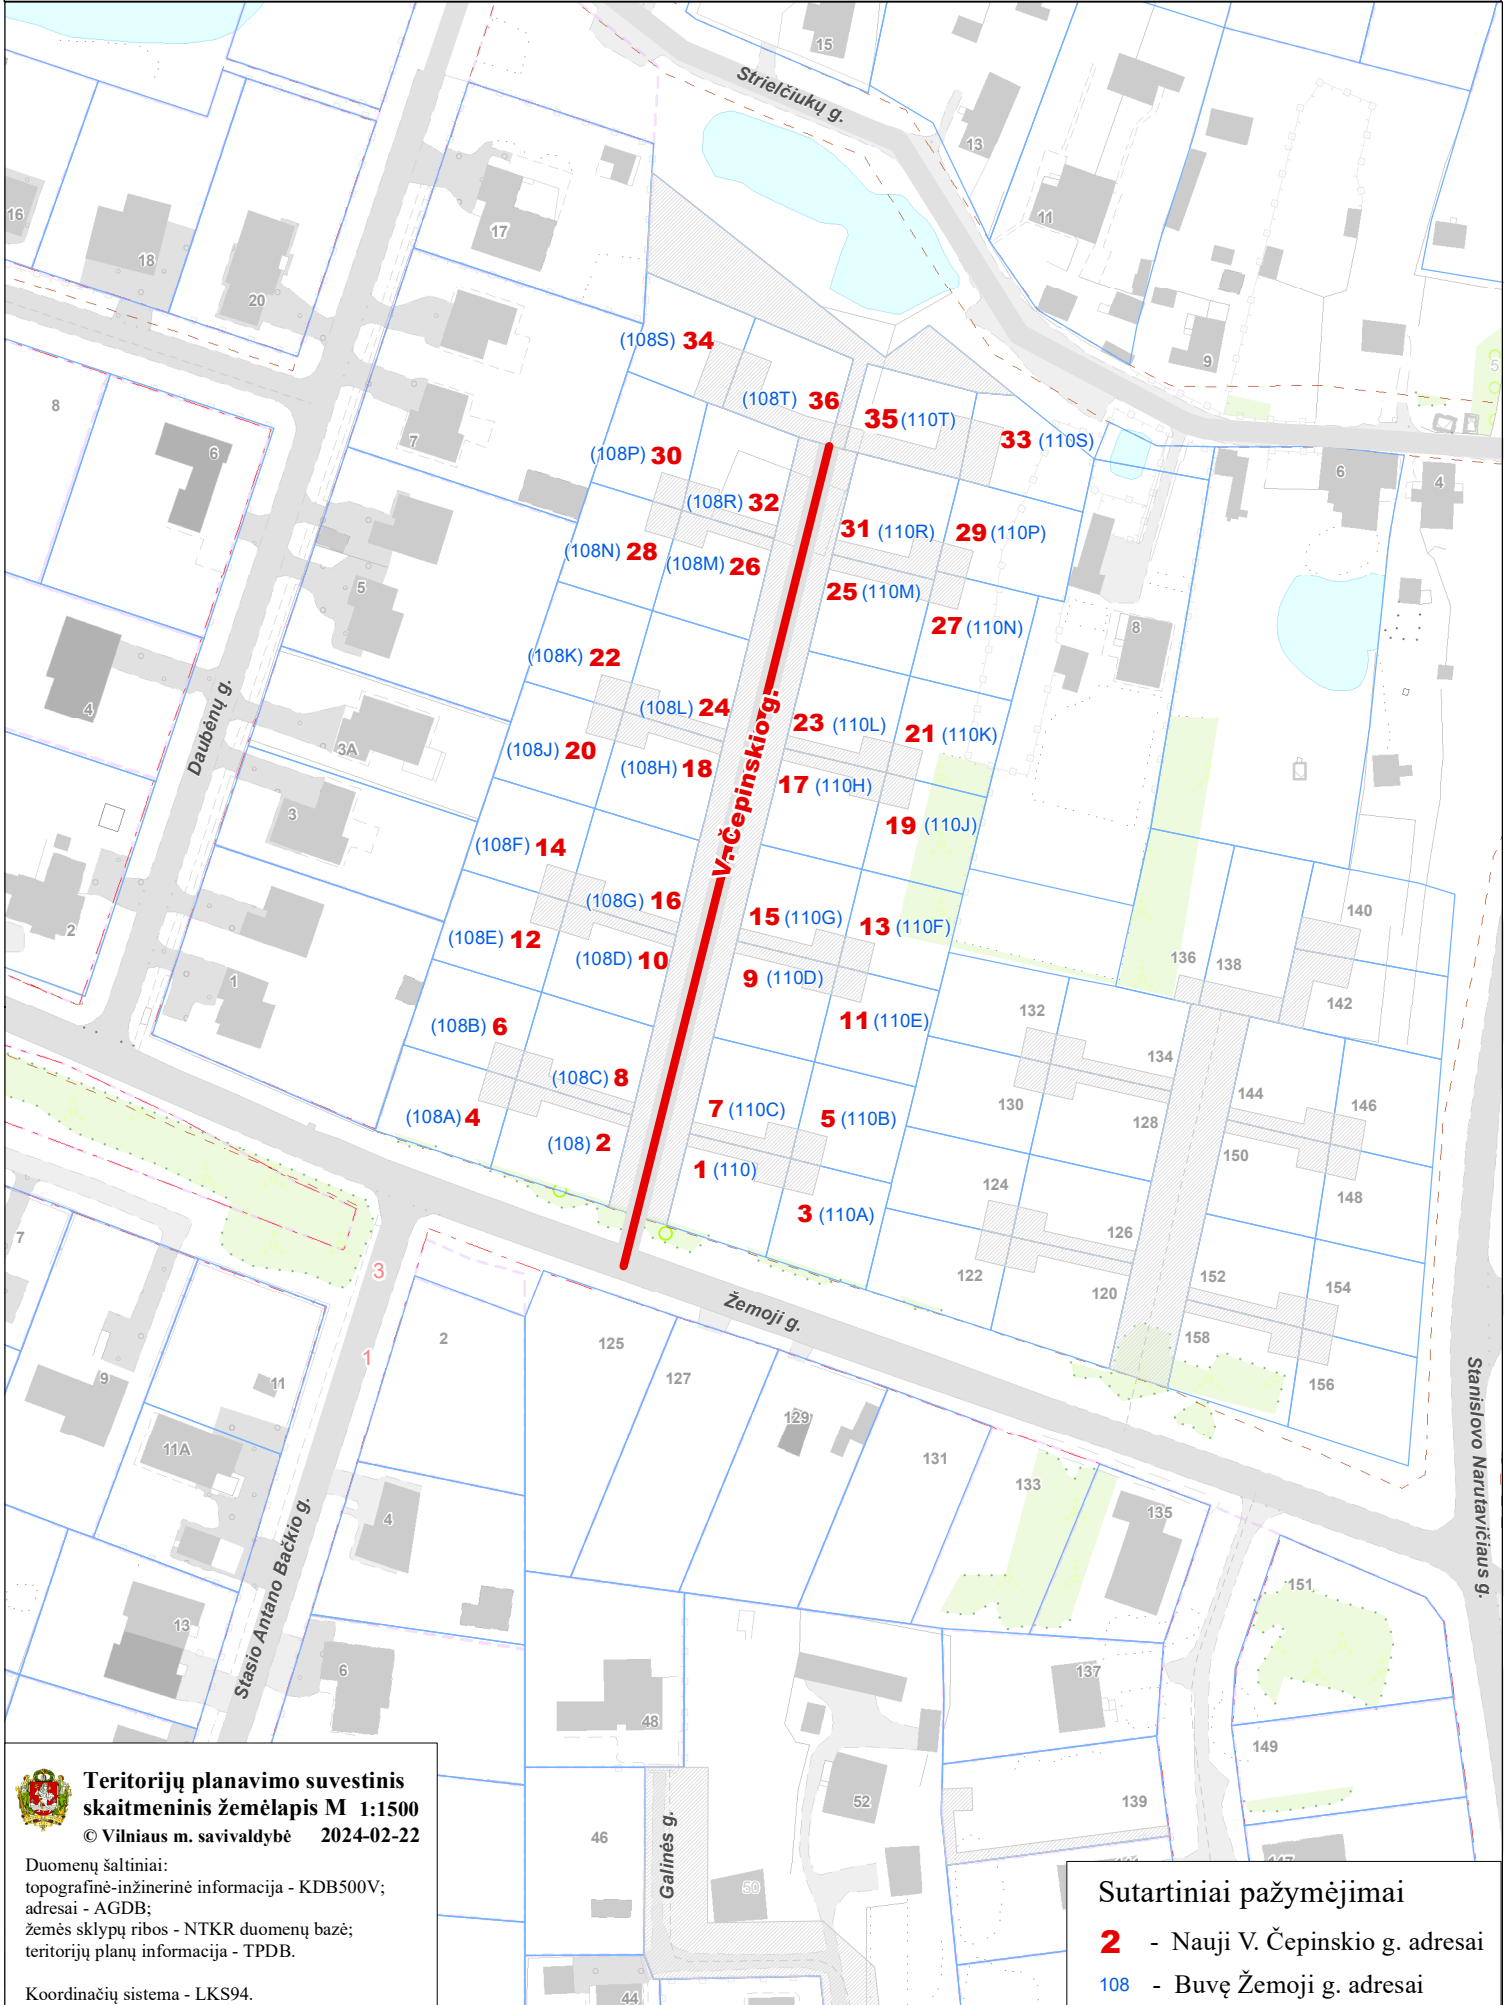 15
Strielčiukų g.
13
16
18
17
11
20
9
5
(108S) 34
8
(108T) 36
35 (110T)
7
33 (110S)
6
(108P) 30
6
4
(108R) 32
31 (110R)
29 (110P)
(108N) 28
(108M) 26
5
25 (110M)
27 (110N)
8
(108K) 22
4
Daubėnų g.
(108L) 24
V. Čepinskio g.
23 (110L)
21 (110K)
3A
(108J) 20
(108H) 18
17 (110H)
3
19 (110J)
(108F) 14
(108G) 16
15 (110G)
13 (110F)
140
2
(108E) 12
(108D) 10
136
138
9 (110D)
1
142
132
(108B) 6
11 (110E)
134
(108C) 8
144
130
7 (110C)
5 (110B)
146
(108A) 4
128
(108) 2
150
1 (110)
124
148
3 (110A)
7
126
3
122
152
154
120
Žemoji g.
2
125
158
1
127
156
9
11
129
11A
131
133
Stanislovo Narutavičiaus g.
4
135
Stasio Antano Bačkio g.
151
13
6
137
48
149
52
139
46
Galinės g.
50
147
44
Teritorijų planavimo suvestinis
skaitmeninis žemėlapis M 1:1500
© Vilniaus m. savivaldybė 2024-02-22
Duomenų šaltiniai:
topografinė-inžinerinė informacija - KDB500V;
adresai - AGDB;
žemės sklypų ribos - NTKR duomenų bazė;
teritorijų planų informacija - TPDB.
Koordinačių sistema - LKS94.
Sutartiniai pažymėjimai
2 - Nauji V. Čepinskio g. adresai
108 - Buvę Žemoji g. adresai